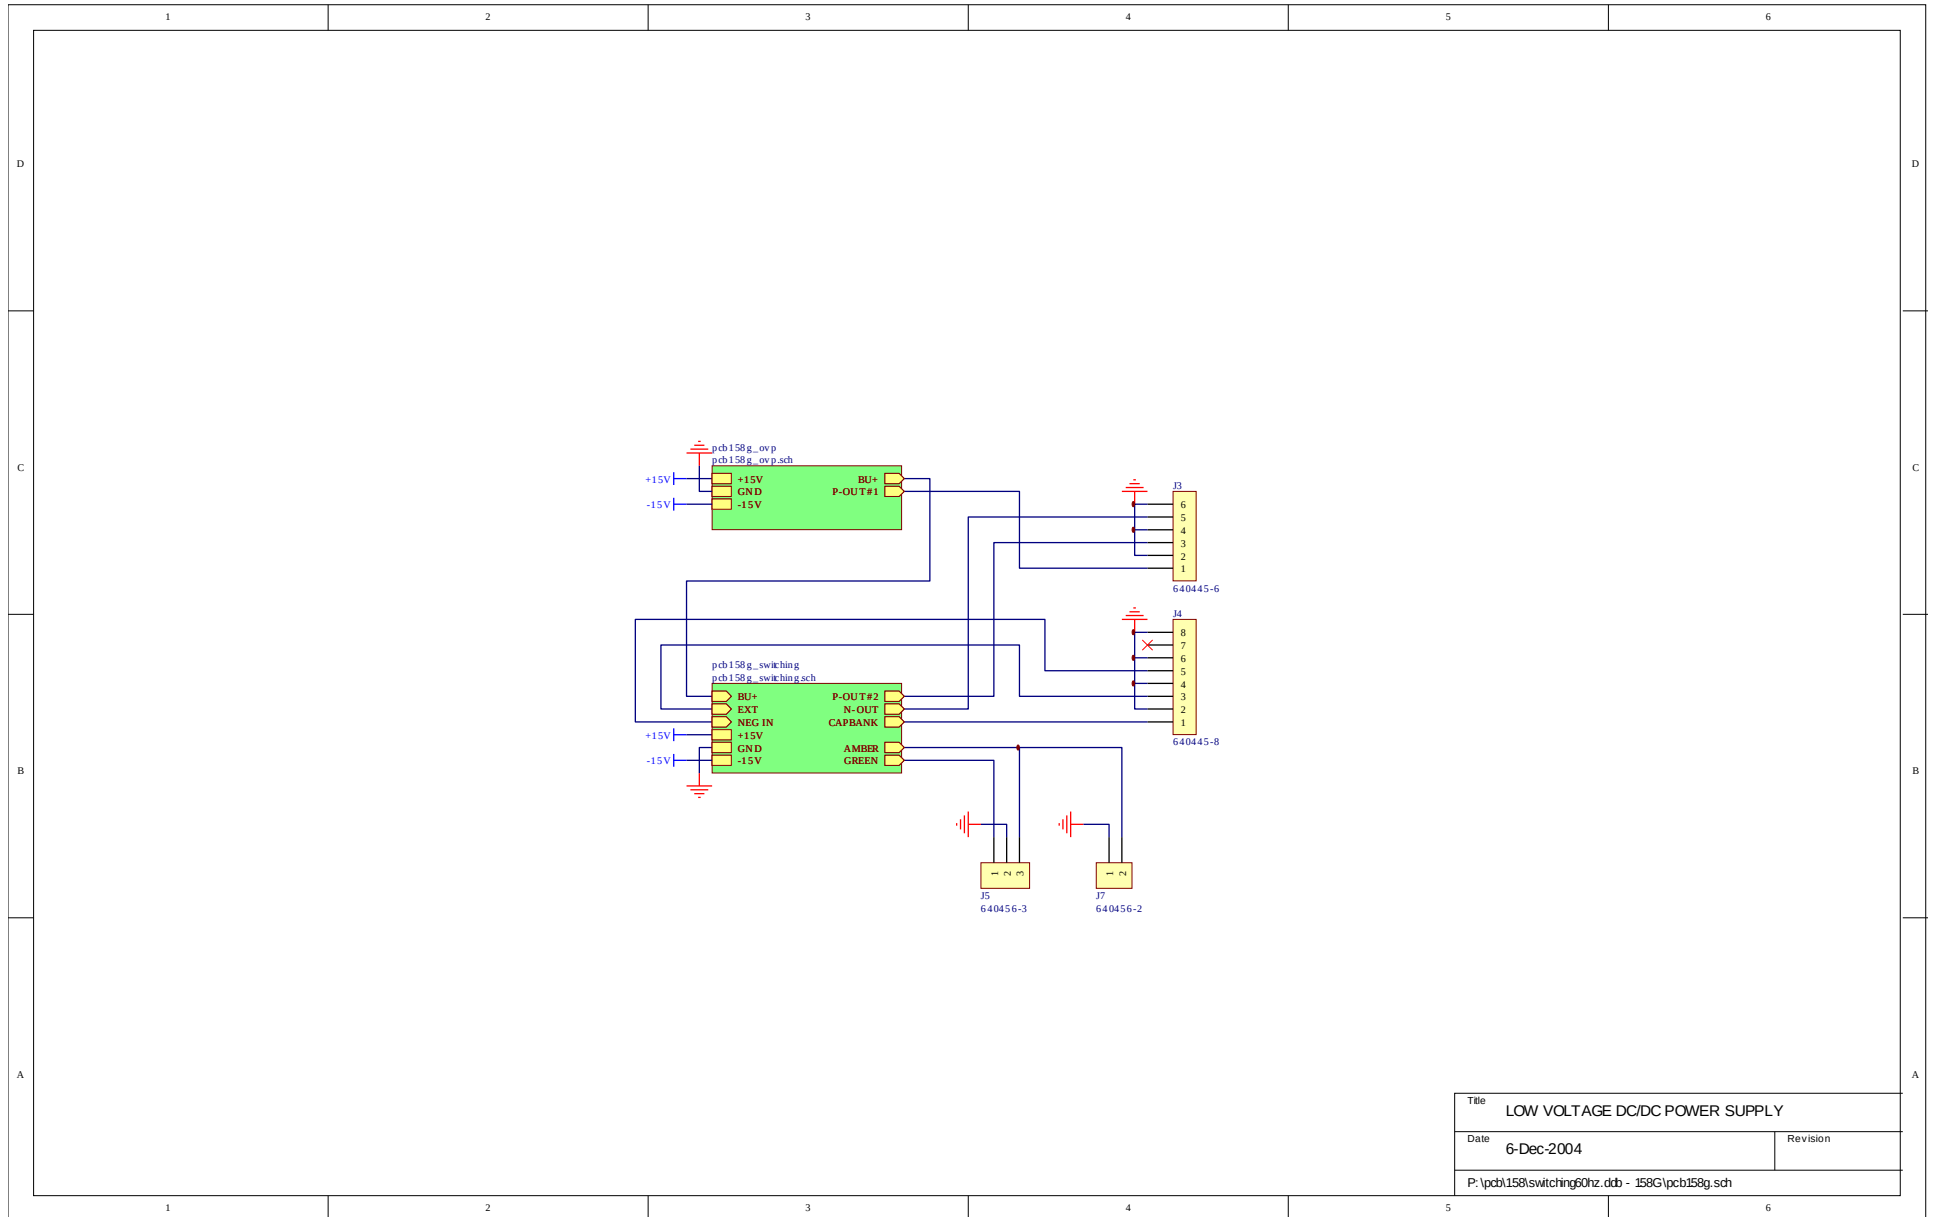 1 2 3 4 5 6
D D
C C
B B
A A
pcb158g_ovp
pcb158g_ovp.sch
+15V +15V BU+
GND P-OUT#1
-15V -15V
J3
6
5
4
3
2
1
640445-6
J4
8
7
6
5
4
3
2
1
640445-8
pcb158g_switching
pcb158g_switching.sch
BU+ P-OUT#2
EXT N-OUT
NEG IN CAPBANK
+15V +15V
GND AMBER
-15V -15V GREEN
1 2 3
J5
640456-3
1 2
J7
640456-2
Title
LOW VOLTAGE DC/DC POWER SUPPLY
Date 6-Dec-2004 Revision
P:\pcb\158\switching60hz.ddb - 158G\pcb158g.sch
1 2 3 4 5 6